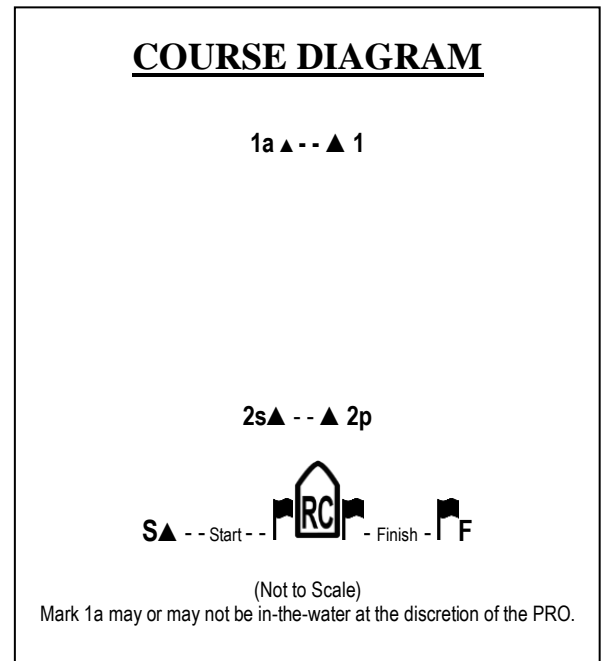 COURSE DIAGRAM
1a ▲ - - ▲ 1
2s▲ - - ▲ 2p
RC
S▲ - - Start - - - Finish - F
(Not to Scale)
Mark 1a may or may not be in-the-water at the discretion of the PRO.